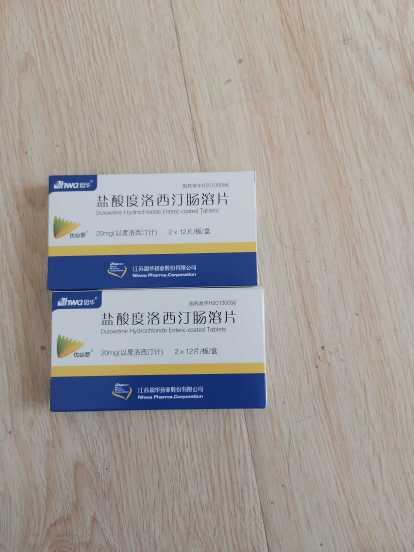 nhwa恩华
国药准字H20130056
盐酸度洛西汀肠溶片
Duloxetine Hydrochloride Enteric-coated Tablets
20mg(以度洛西汀计) 2×12片/板/盒
江苏恩华药业股份有限公司
Nhwa Pharma.Corporation
nhwa恩华
国药准字H20130056
盐酸度洛西汀肠溶片
Duloxetine Hydrochloride Enteric-coated Tablets
20mg(以度洛西汀计) 2×12片/板/盒
江苏恩华药业股份有限公司
Nhwa Pharma.Corporation